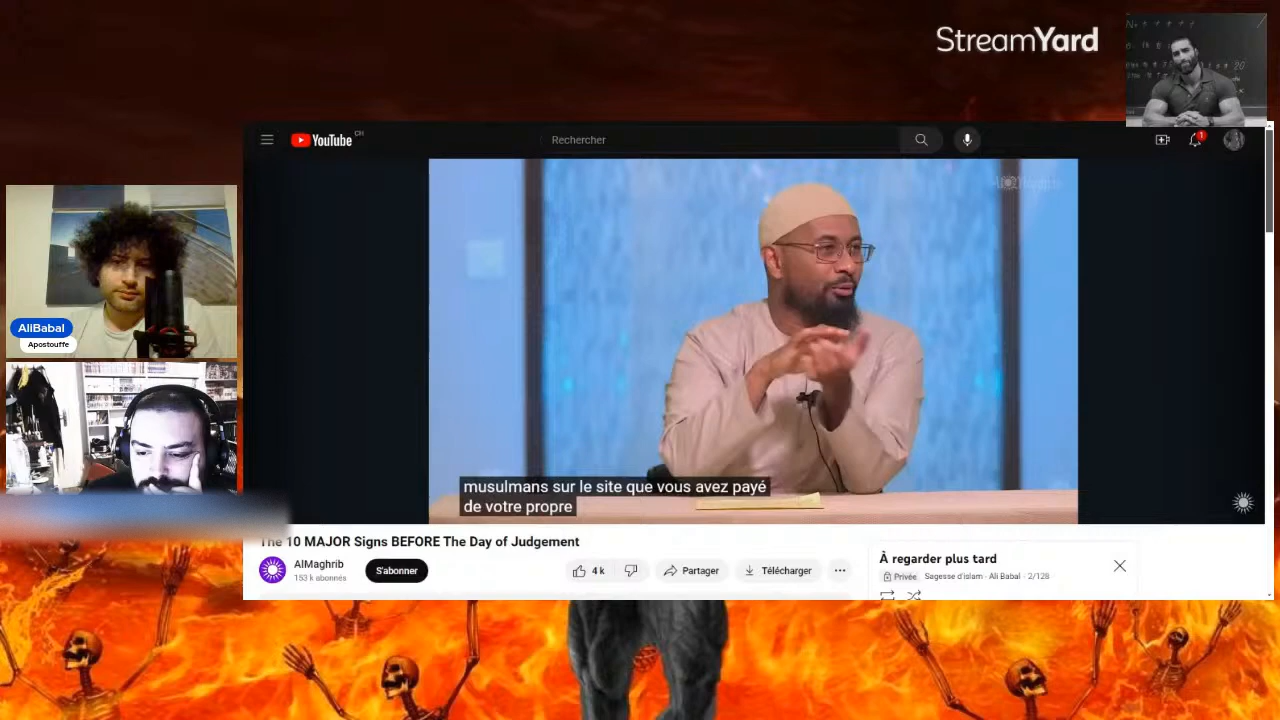 StreamYard
YouTube CH
Rechercher
1
AliBabal
Apostouffe
musulmans sur le site que vous avez payé
de votre propre
The 10 MAJOR Signs BEFORE The Day of Judgement
AlMaghrib
153 k abonnés
S'abonner
4 k
Partager
Télécharger
À regarder plus tard
Privée
Sagesse d'islam · Ali Babal · 2/128